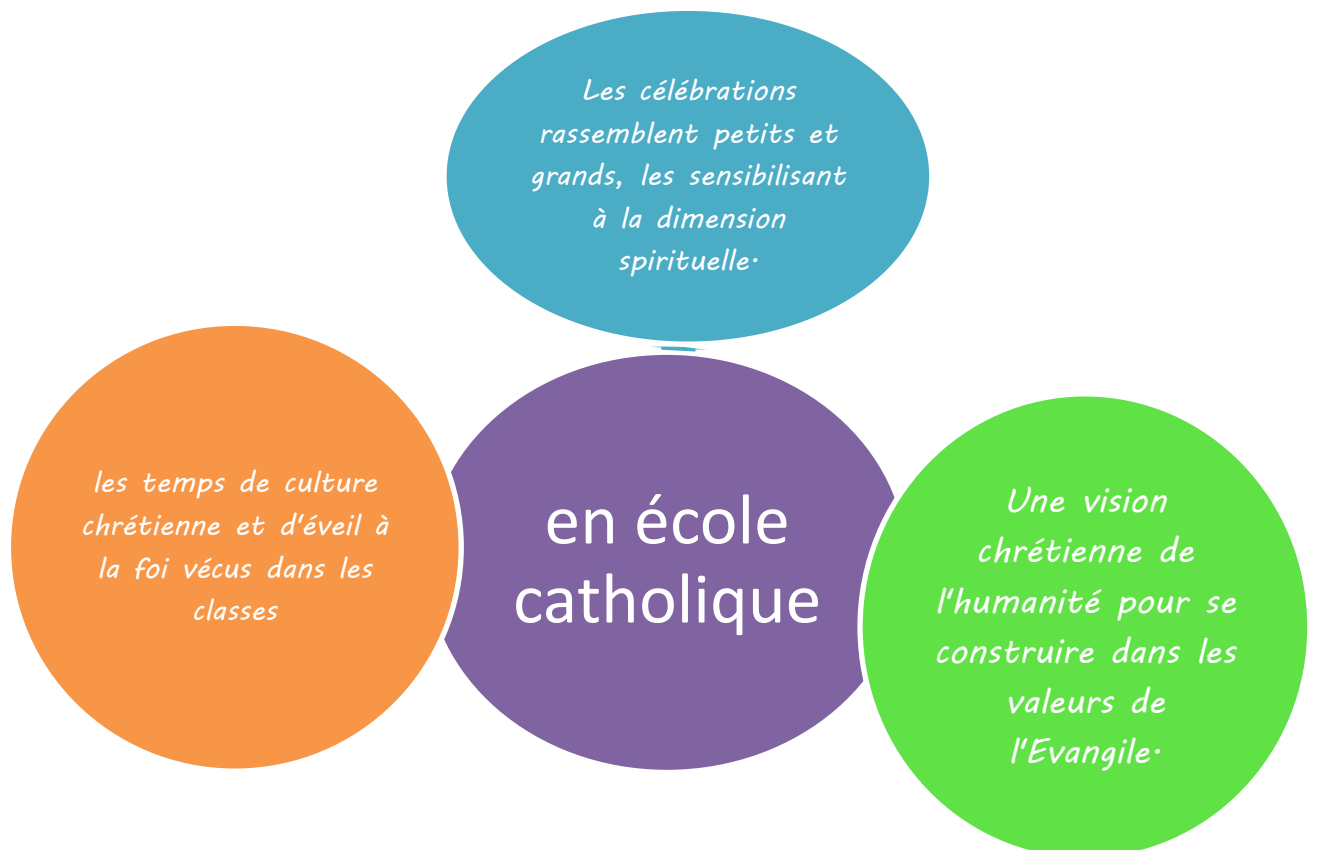 Les célébrations
rassemblent petits et
grands, les sensibilisant
à la dimension
spirituelle.
les temps de culture
chrétienne et d'éveil à
la foi vécus dans les
classes
en école
catholique
Une vision
chrétienne de
l'humanité pour se
construire dans les
valeurs de
l'Evangile.